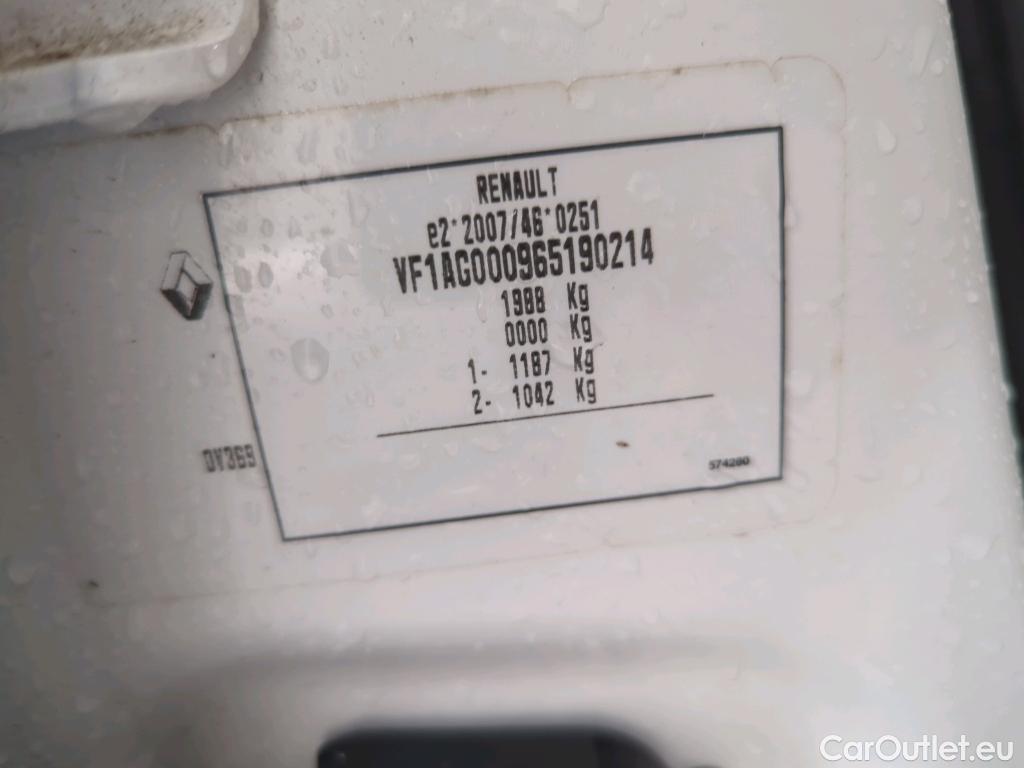 RENAULT
e2*2007/46*0251
VF1AG000965190214
1988 Kg
0000 Kg
1- 1187 Kg
2- 1042 Kg
DV369
574280
CarOutlet.eu